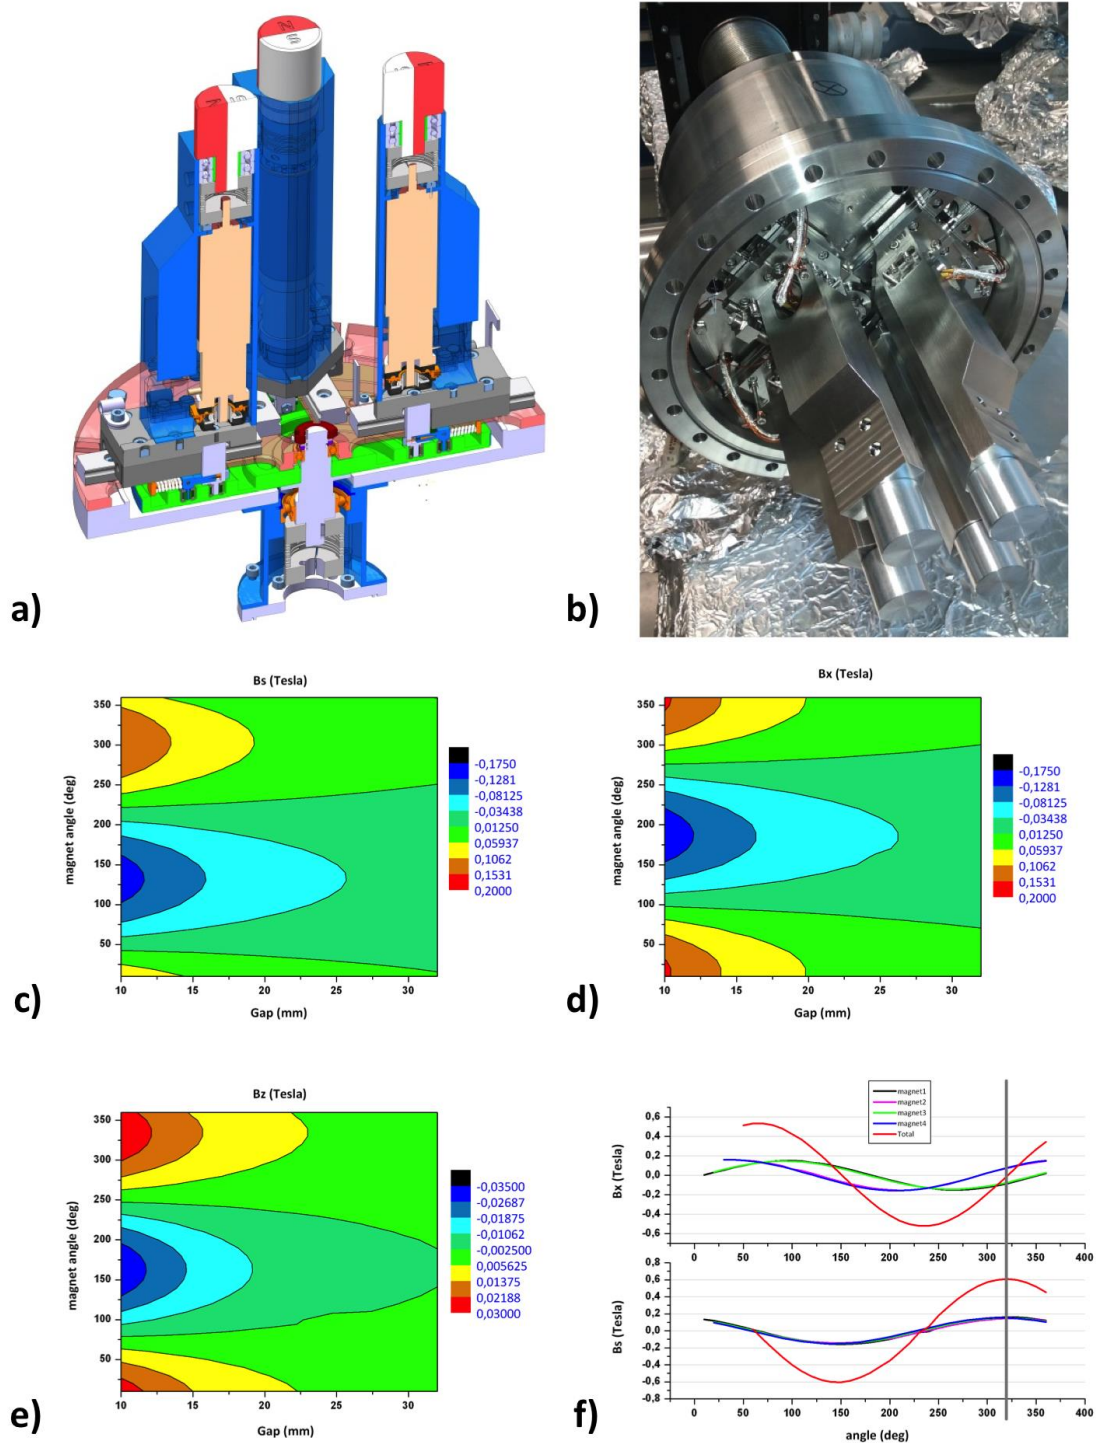 N
S
a)
b)
Bs (Tesla)
350
300
250
200
150
100
50
10
15
20
25
30
magnet angle (deg)
Gap (mm)
-0,1750
-0,1281
-0,08125
-0,03438
0,01250
0,05937
0,1062
0,1531
0,2000
c)
Bx (Tesla)
350
300
250
200
150
100
50
10
15
20
25
30
magnet angle (deg)
Gap (mm)
-0,1750
-0,1281
-0,08125
-0,03438
0,01250
0,05937
0,1062
0,1531
0,2000
d)
Bz (Tesla)
350
300
250
200
150
100
50
10
15
20
25
30
magnet angle (deg)
Gap (mm)
-0,03500
-0,02687
-0,01875
-0,01062
-0,002500
0,005625
0,01375
0,02188
0,03000
e)
magnet1
magnet2
magnet3
magnet4
Total
0,6
0,4
0,2
0,0
-0,2
-0,4
-0,6
Bx (Tesla)
0 50 100 150 200 250 300 350 400
0,8
0,6
0,4
0,2
0,0
-0,2
-0,4
-0,6
-0,8
Bs (Tesla)
0 50 100 150 200 250 300 350 400
angle (deg)
f)